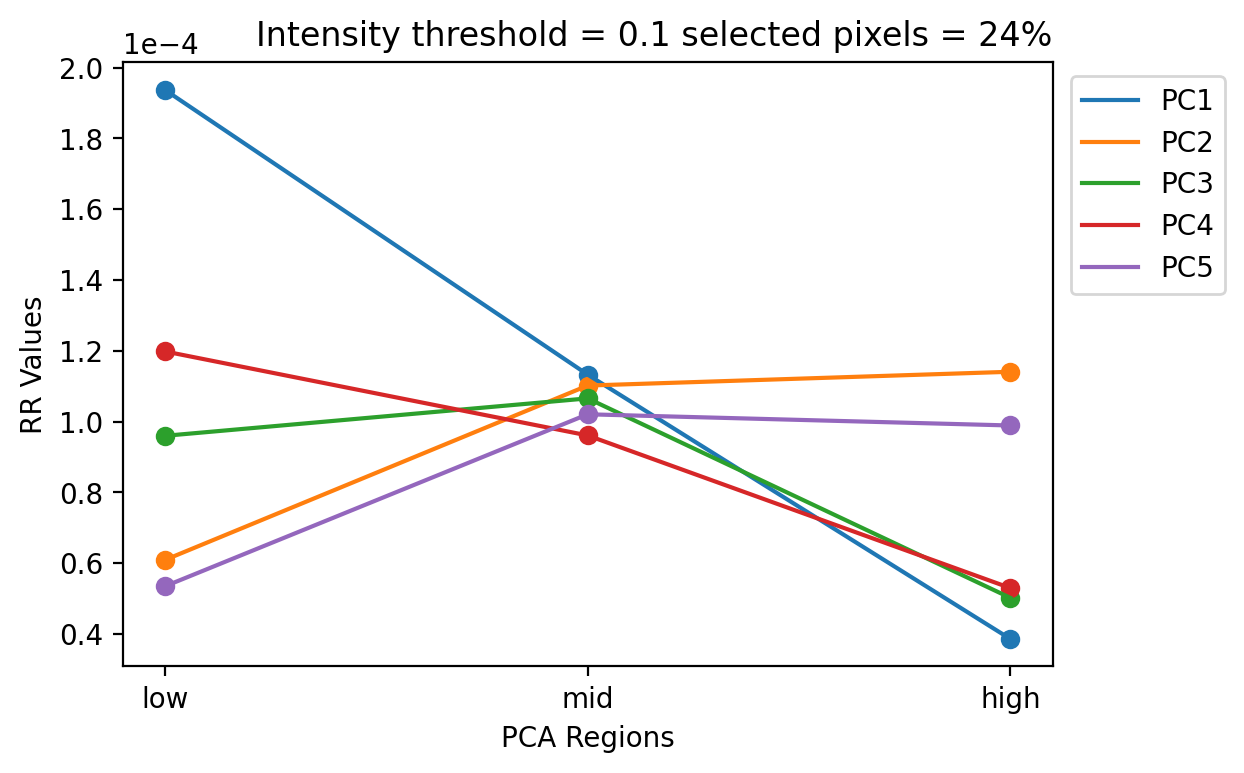 Intensity threshold = 0.1 selected pixels = 24%
1e−4
2.0
1.8
1.6
1.4
1.2
1.0
0.8
0.6
0.4
RR Values
low mid high
PCA Regions
PC1
PC2
PC3
PC4
PC5